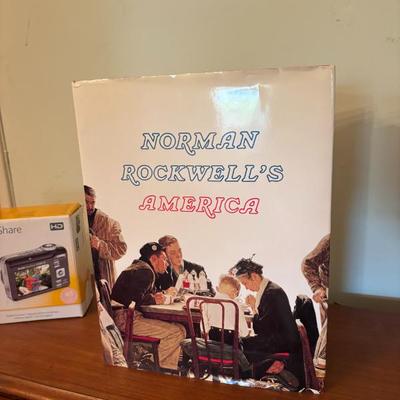 NORMAN
ROCKWELL'S
AMERICA
Share
HD